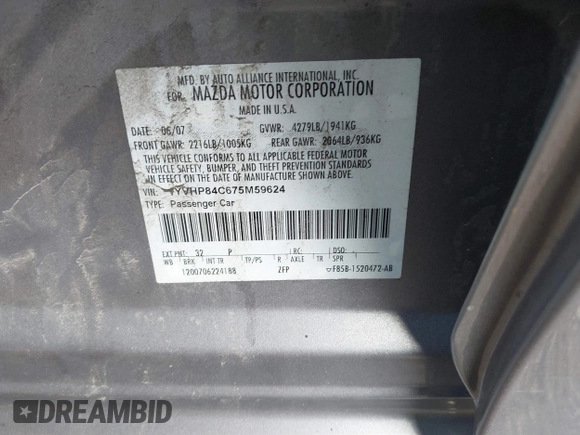 MFD. BY AUTO ALLIANCE INTERNATIONAL, INC.
FOR: MAZDA MOTOR CORPORATION
MADE IN U.S.A.
DATE: 06/07 GVWR: 4279LB/1941KG
FRONT GAWR: 2216LB/1005KG REAR GAWR: 2064LB/936KG
THIS VEHICLE CONFORMS TO ALL APPLICABLE FEDERAL MOTOR
VEHICLE SAFETY, BUMPER, AND THEFT PREVENTION STANDARDS
IN EFFECT ON THE DATE OF MANUFACTURE SHOWN ABOVE.
VIN: 1YVHP84C675M59624
TYPE: Passenger Car
EXT PNT: 32 P RC: DSO:
WB BRK INT TR TP/PS R AXLE TR SPR
1200706224188 ZFP F85B-1520472-AB
DREAMBID